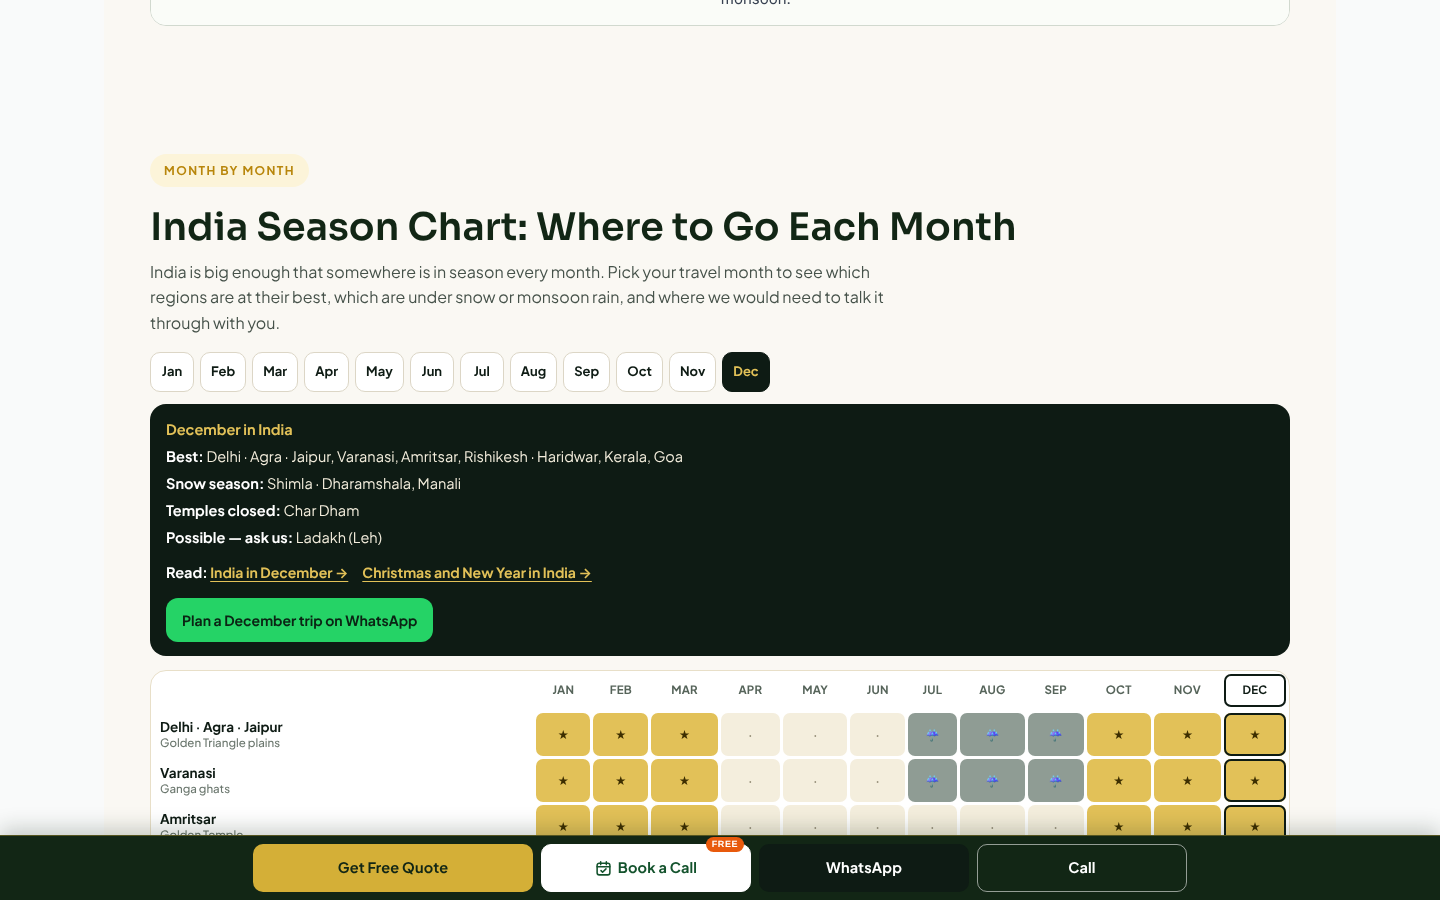 monsoon.
MONTH BY MONTH
India Season Chart: Where to Go Each Month
India is big enough that somewhere is in season every month. Pick your travel month to see which
regions are at their best, which are under snow or monsoon rain, and where we would need to talk it
through with you.
Jan Feb Mar Apr May Jun Jul Aug Sep Oct Nov Dec
December in India
Best: Delhi · Agra · Jaipur, Varanasi, Amritsar, Rishikesh · Haridwar, Kerala, Goa
Snow season: Shimla · Dharamshala, Manali
Temples closed: Char Dham
Possible — ask us: Ladakh (Leh)
Read: India in December → Christmas and New Year in India →
Plan a December trip on WhatsApp
JAN FEB MAR APR MAY JUN JUL AUG SEP OCT NOV DEC
Delhi · Agra · Jaipur
Golden Triangle plains
Varanasi
Ganga ghats
Amritsar
Golden Temple
FREE
Get Free Quote Book a Call WhatsApp Call